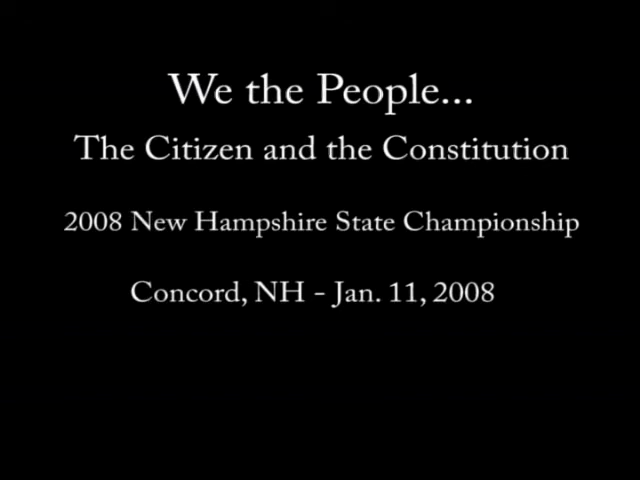 We the People...
The Citizen and the Constitution
2008 New Hampshire State Championship
Concord, NH - Jan. 11, 2008